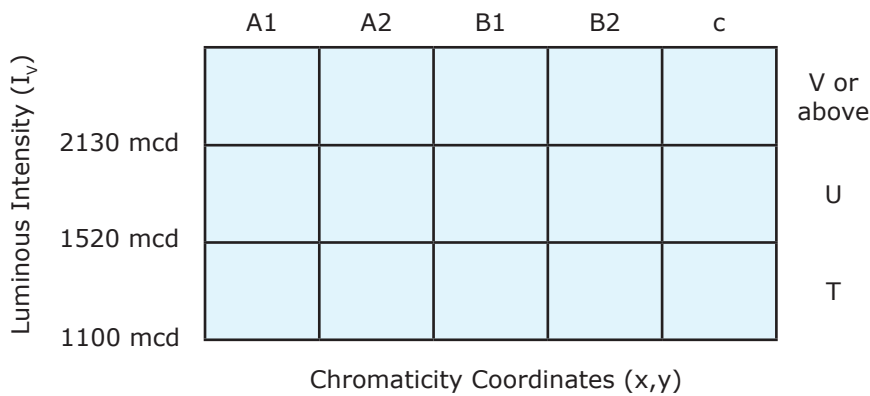 A1 A2 B1 B2 c
V or
above
2130 mcd
U
1520 mcd
T
1100 mcd
Luminous Intensity (IV)
Chromaticity Coordinates (x,y)